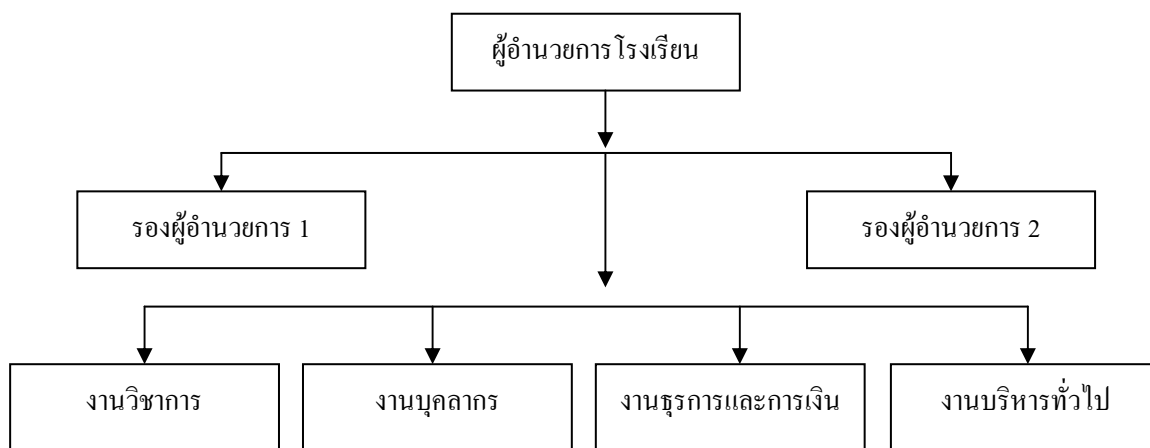 ผู้อำนวยการโรงเรียน
รองผู้อำนวยการ 1
รองผู้อำนวยการ 2
งานวิชาการ
งานบุคลากร
งานธุรการและการเงิน
งานบริหารทั่วไป